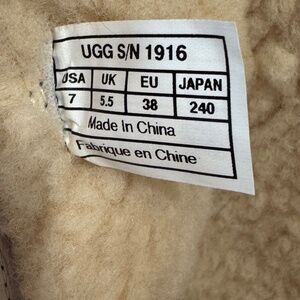 UGG S/N 1916
USA UK EU JAPAN
7 5.5 38 240
Made In China
Fabrique en Chine